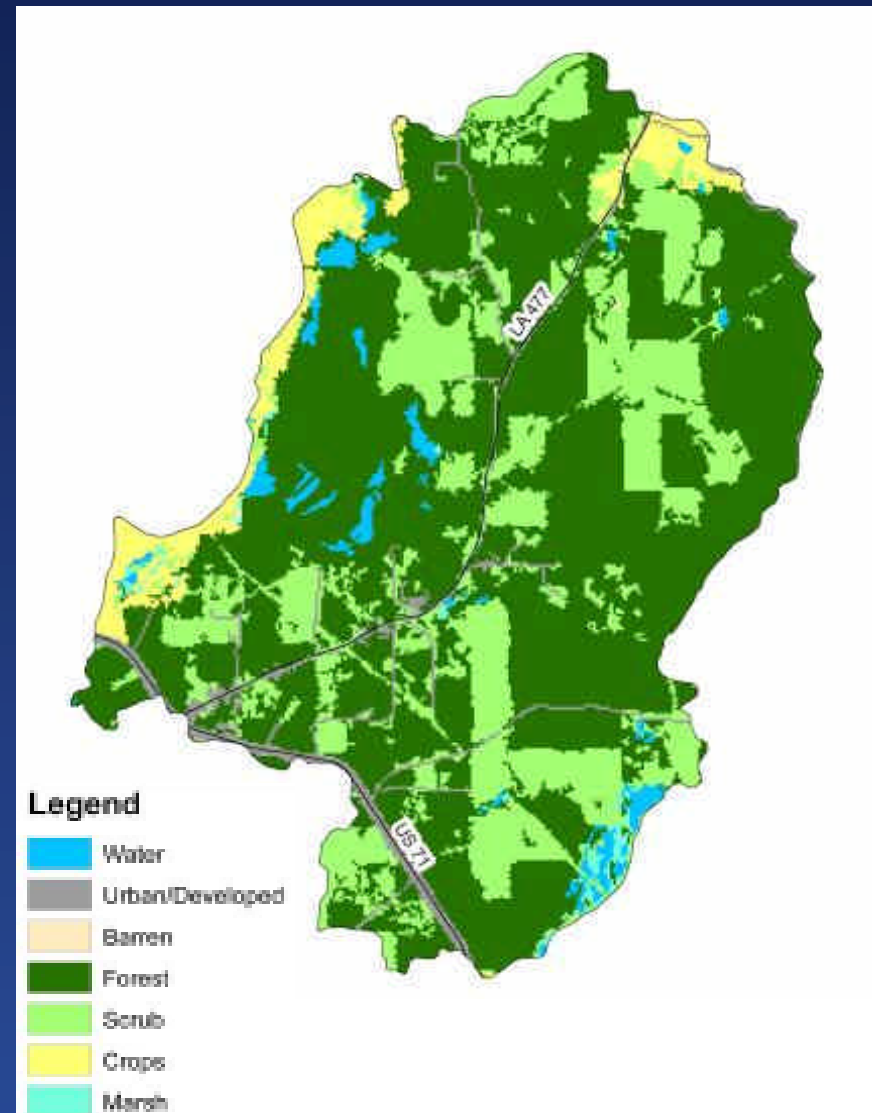 LA 477
US 71
Legend
Water
Urban/Developed
Barren
Forest
Scrub
Crops
Marsh